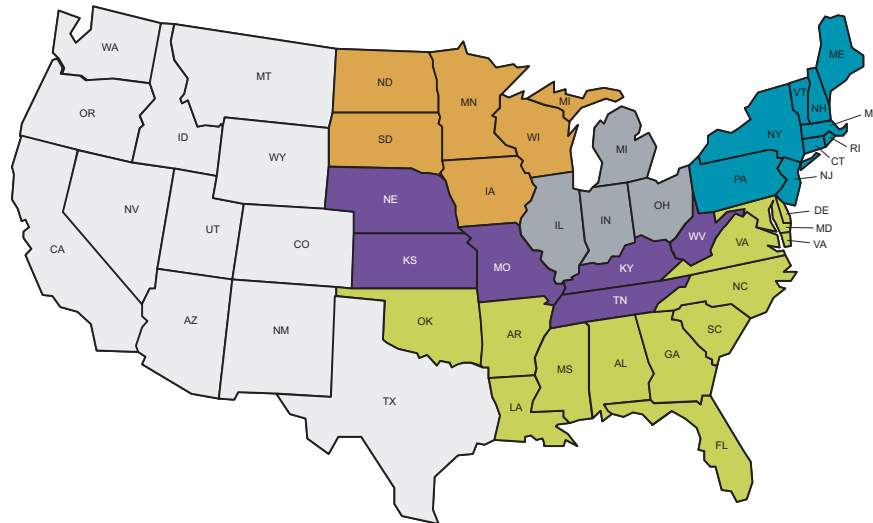 WA
ME
MT
ND
VT
MN
MI
NH
M
OR
NY
ID
SD
WI
RI
MI
CT
WY
NJ
PA
IA
NE
OH
NV
DE
IL
IN
UT
MD
WV
CO
VA
VA
CA
KS
MO
KY
NC
TN
AZ
OK
NM
AR
SC
GA
AL
MS
TX
LA
FL